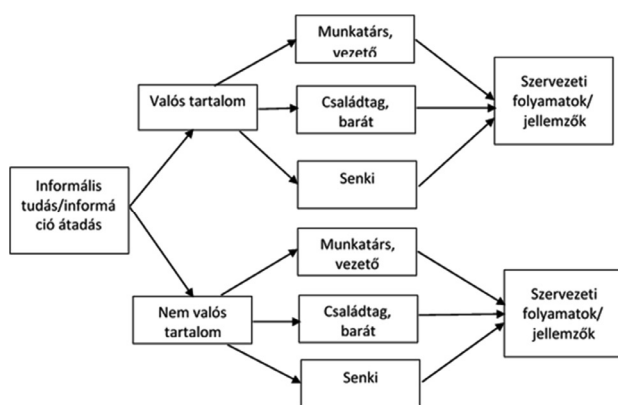 Informális
tudás/informá
ció átadás
Valós tartalom
Munkatárs,
vezető
Családtag,
barát
Senki
Szervezeti
folyamatok/
jellemzők
Nem valós
tartalom
Munkatárs,
vezető
Családtag,
barát
Senki
Szervezeti
folyamatok/
jellemzők